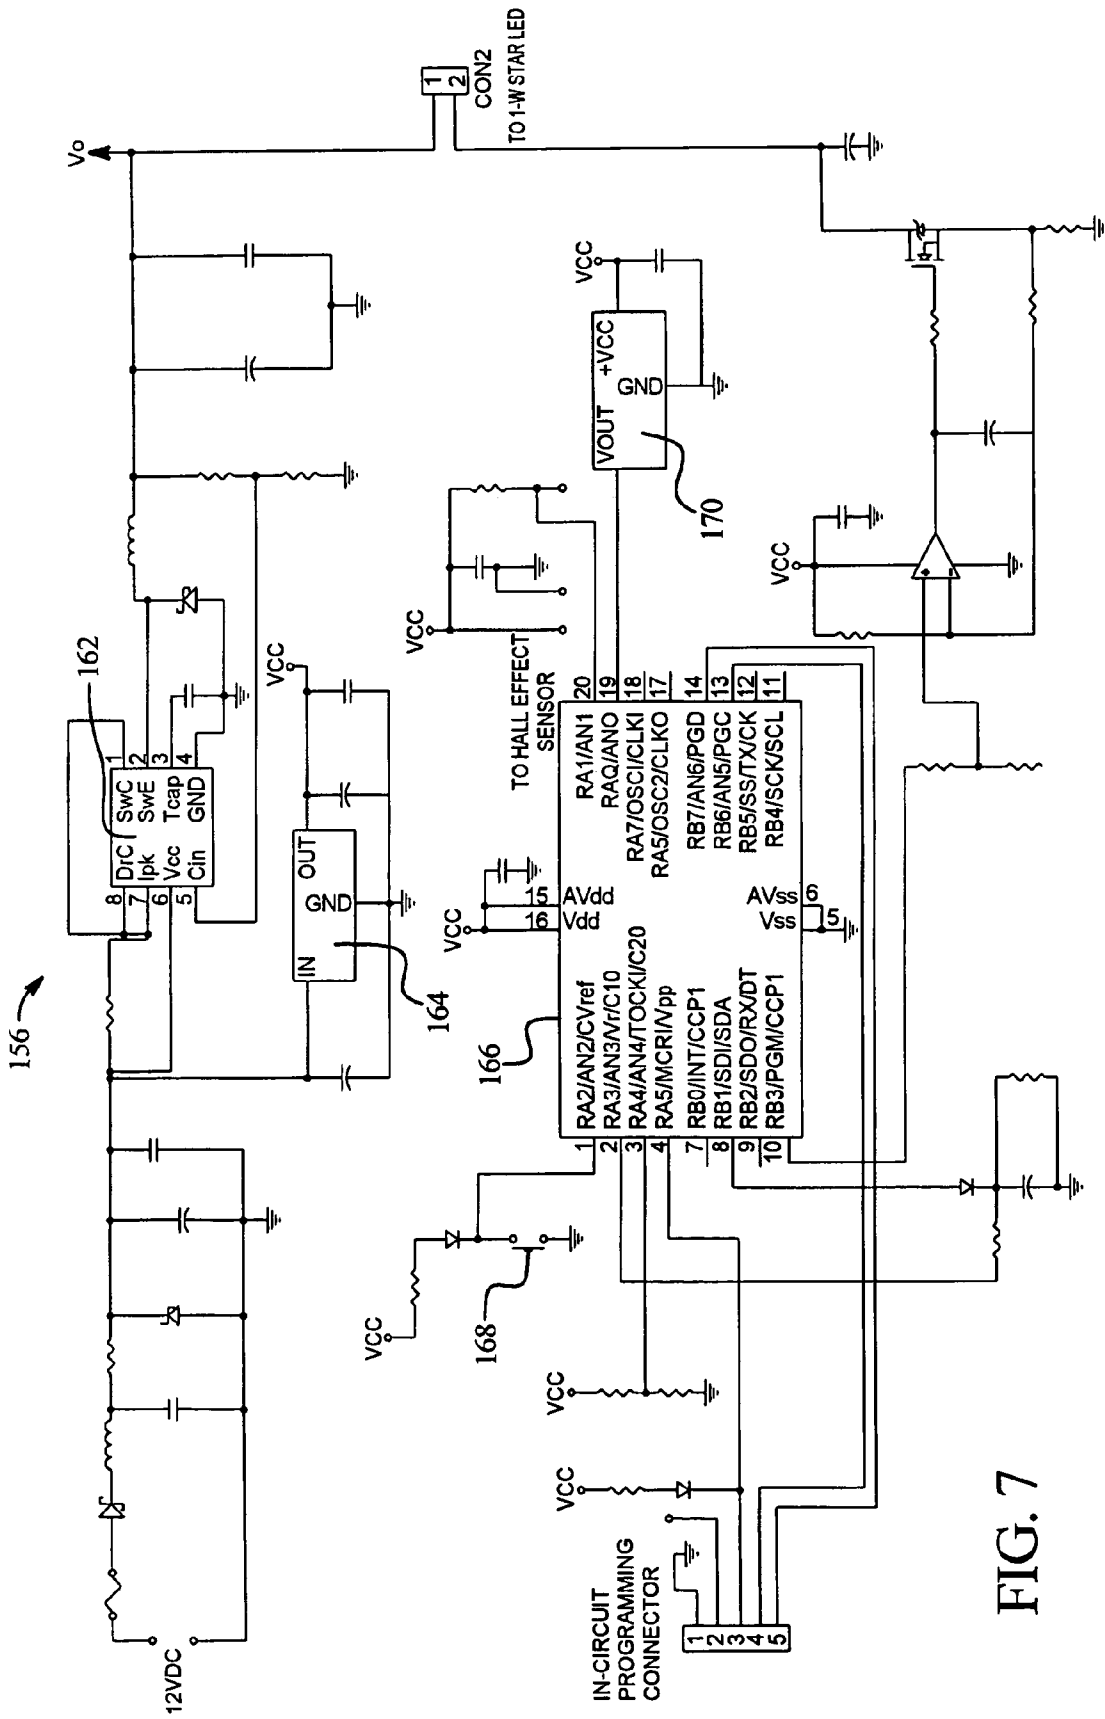 156
12VDC
162
DrC
SwC
Ipk
SwE
Vcc
Tcap
Cin
GND
8
7
6
5
1
2
3
4
Vo
1
2
CON2
TO 1-W STAR LED
IN
OUT
GND
VCC
164
VCC
168
VCC
TO HALL EFFECT
SENSOR
VCC
VOUT
+VCC
GND
170
VCC
166
VCC
15
AVdd
16
Vdd
AVss
6
Vss
5
1
RA2/AN2/CVref
2
RA3/AN3/Vr/C10
3
RA4/AN4/TOCKI/C20
4
RA5/MCRI/Vpp
7
RB0/INT/CCP1
8
RB1/SDI/SDA
9
RB2/SDO/RX/DT
10
RB3/PGM/CCP1
RA1/AN1
20
RAQ/ANO
19
RA7/OSCI/CLKI
18
RA5/OSC2/CLKO
17
RB7/AN6/PGD
14
RB6/AN5/PGC
13
RB5/SS/TX/CK
12
RB4/SCK/SCL
11
VCC
+
–
VCC
IN-CIRCUIT
PROGRAMMING
CONNECTOR
1
2
3
4
5
VCC
FIG. 7